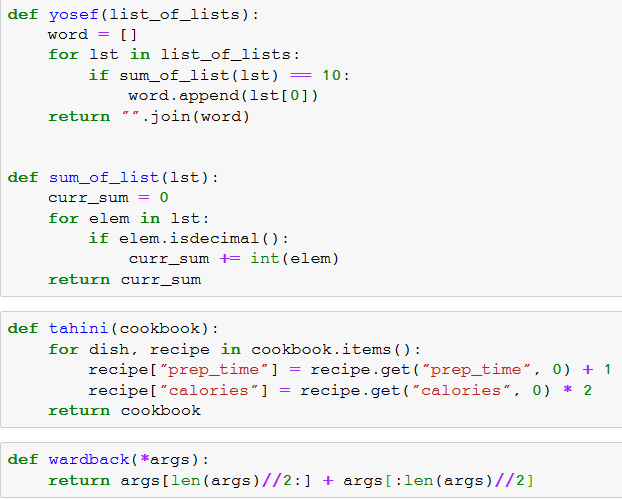 def yosef(list_of_lists):
    word = []
    for lst in list_of_lists:
        if sum_of_list(lst) == 10:
            word.append(lst[0])
    return "".join(word)
def sum_of_list(lst):
    curr_sum = 0
    for elem in lst:
        if elem.isdecimal():
            curr_sum += int(elem)
    return curr_sum
def tahini(cookbook):
    for dish, recipe in cookbook.items():
        recipe["prep_time"] = recipe.get("prep_time", 0) + 1
        recipe["calories"] = recipe.get("calories", 0) * 2
    return cookbook
def wardback(*args):
    return args[len(args)//2:] + args[:len(args)//2]